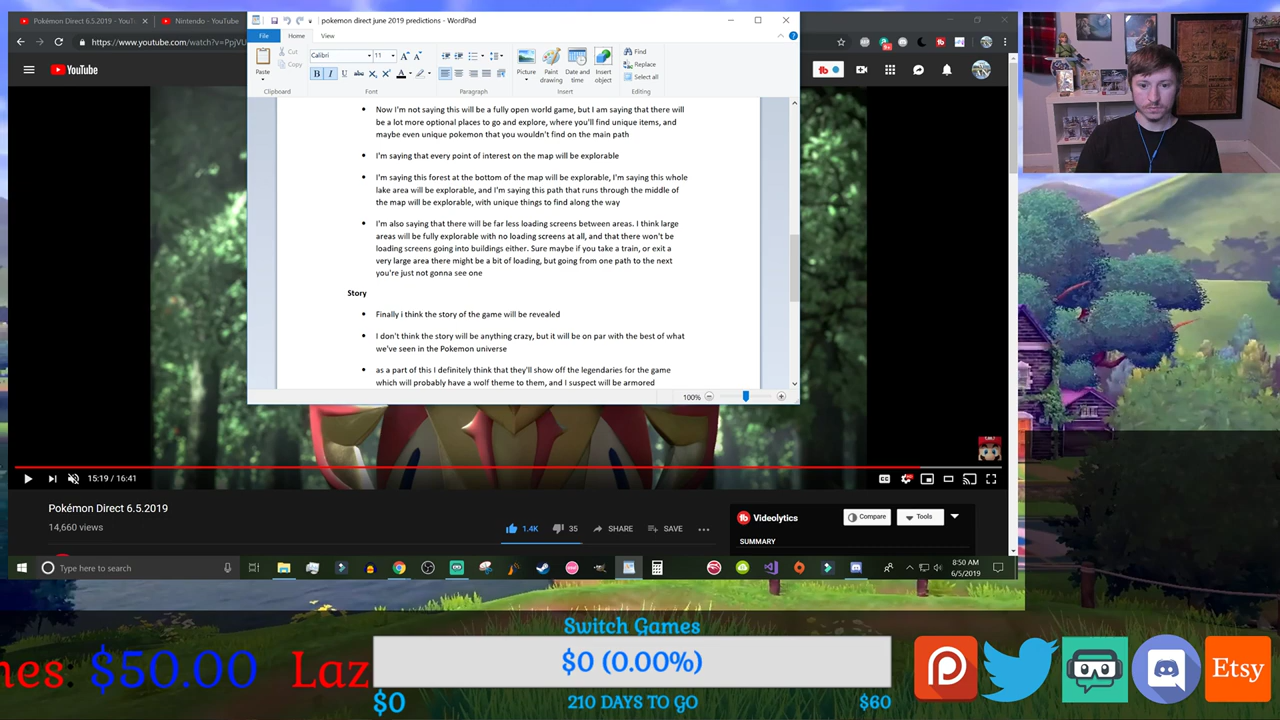 Pokémon Direct 6.5.2019 - YouT
Nintendo - YouTube
pokemon direct june 2019 predictions - WordPad
https://www.youtube.com/watch?v=PpjVU
File
Home
View
Paste
Cut
Copy
Calibri
11
Picture
Paint drawing
Date and time
Insert object
Find
Replace
Select all
Clipboard
Font
Paragraph
Insert
Editing
YouTube
Now I'm not saying this will be a fully open world game, but I am saying that there will
be a lot more optional places to go and explore, where you'll find unique items, and
maybe even unique pokemon that you wouldn't find on the main path
I'm saying that every point of interest on the map will be explorable
I'm saying this forest at the bottom of the map will be explorable, I'm saying this whole
lake area will be explorable, and I'm saying this path that runs through the middle of
the map will be explorable, with unique things to find along the way
I'm also saying that there will be far less loading screens between areas. I think large
areas will be fully explorable with no loading screens at all, and that there won't be
loading screens going into buildings either. Sure maybe if you take a train, or exit a
very large area there might be a bit of loading, but going from one path to the next
you're just not gonna see one
Story
Finally i think the story of the game will be revealed
I don't think the story will be anything crazy, but it will be on par with the best of what
we've seen in the Pokemon universe
as a part of this I definitely think that they'll show off the legendaries for the game
which will probably have a wolf theme to them, and I suspect will be armored
100%
15:19 / 16:41
Pokémon Direct 6.5.2019
14,660 views
1.4K
35
SHARE
SAVE
Videolytics
Compare
Tools
SUMMARY
Type here to search
8:50 AM
6/5/2019
Switch Games
nes: $50.00 Laz
$0 (0.00%)
$0
210 DAYS TO GO
$60
Etsy